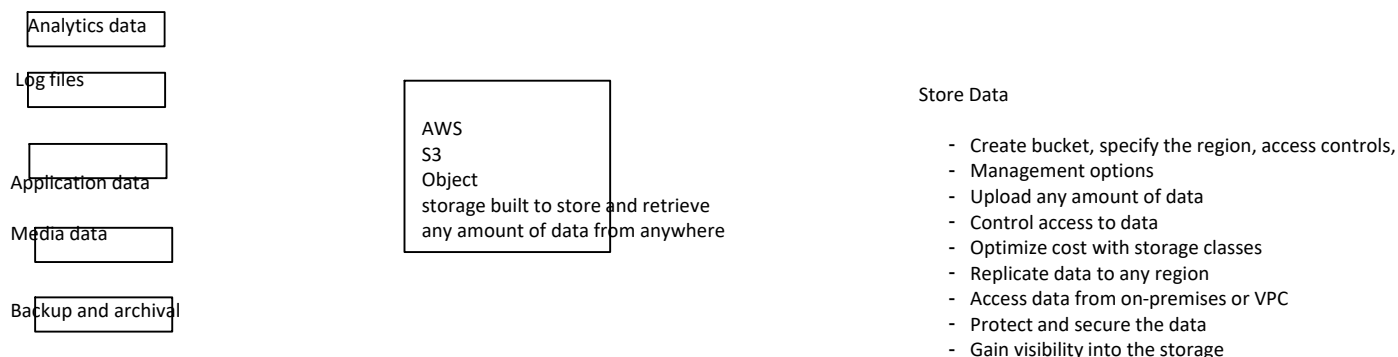 Analytics data
Log files
Application data
Media data
Backup and archival
AWS
S3
Object
storage built to store and retrieve
any amount of data from anywhere
Store Data
- Create bucket, specify the region, access controls,
- Management options
- Upload any amount of data
- Control access to data
- Optimize cost with storage classes
- Replicate data to any region
- Access data from on-premises or VPC
- Protect and secure the data
- Gain visibility into the storage